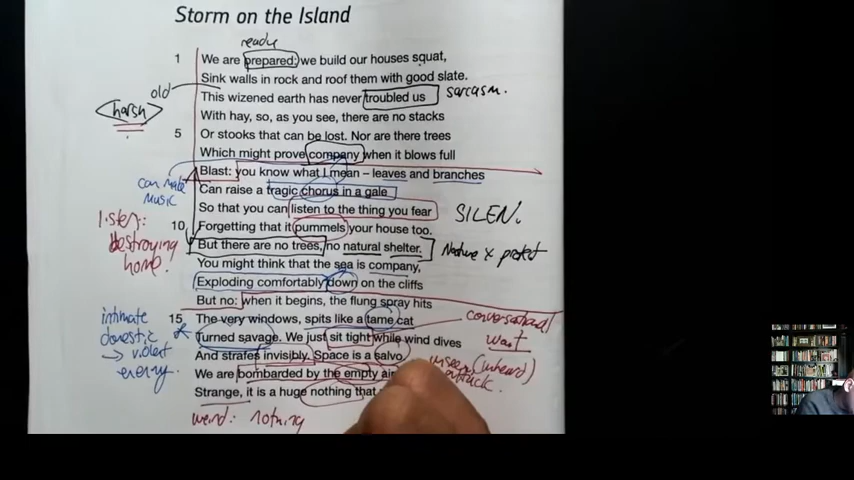 Storm on the Island
ready
1 We are prepared: we build our houses squat,
Sink walls in rock and roof them with good slate.
old
This wizened earth has never troubled us
sarcasm.
harsh
With hay, so, as you see, there are no stacks
5 Or stooks that can be lost. Nor are there trees
Which might prove company when it blows full
Blast: you know what I mean – leaves and branches
can make
music
Can raise a tragic chorus in a gale
So that you can listen to the thing you fear
SILEN.
listen:
destroying
home.
10 Forgetting that it pummels your house too.
But there are no trees, no natural shelter.
Nature x protect
You might think that the sea is company,
Exploding comfortably down on the cliffs
But no: when it begins, the flung spray hits
intimate
domestic
→ violent
enemy.
15 The very windows, spits like a tame cat
conversational
wait
Turned savage. We just sit tight while wind dives
And strafes invisibly. Space is a salvo,
unseen (unheard)
attack.
We are bombarded by the empty
Strange, it is a huge nothing that
weird: nothing